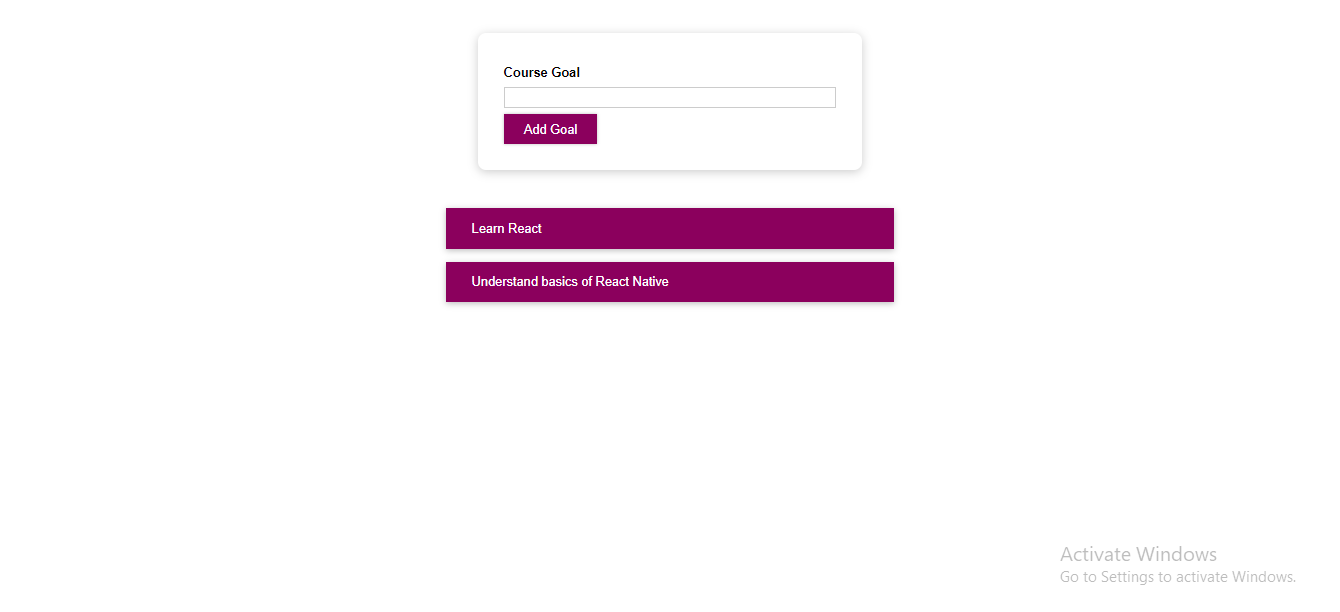 Course Goal
Add Goal
Learn React
Understand basics of React Native
Activate Windows
Go to Settings to activate Windows.